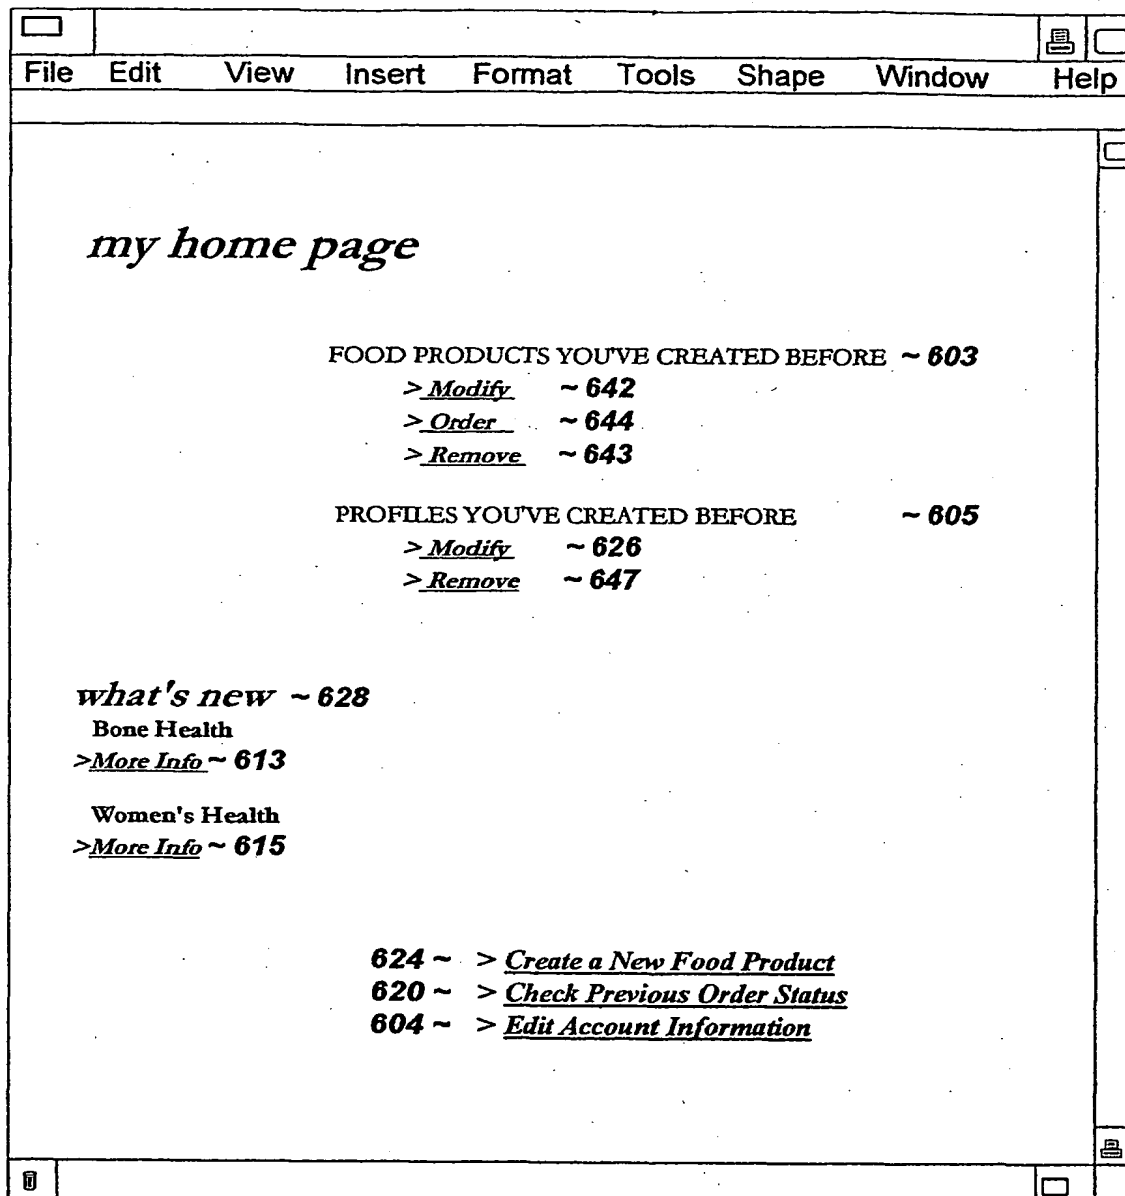 File Edit View Insert Format Tools Shape Window Help
my home page
FOOD PRODUCTS YOU'VE CREATED BEFORE ~ 603
> Modify ~ 642
> Order ~ 644
> Remove ~ 643
PROFILES YOU'VE CREATED BEFORE ~ 605
> Modify ~ 626
> Remove ~ 647
what's new ~ 628
Bone Health
>More Info ~ 613
Women's Health
>More Info ~ 615
624 ~ > Create a New Food Product
620 ~ > Check Previous Order Status
604 ~ > Edit Account Information